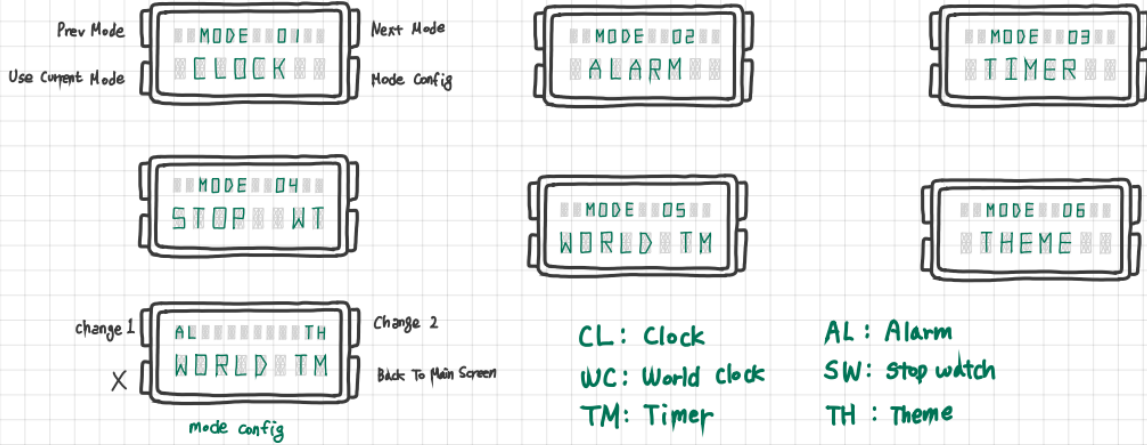 Prev Mode
MODE 01
Next Mode
Use Current Mode
CLOCK
Mode Config
MODE 02
ALARM
MODE 03
TIMER
MODE 04
STOP WT
MODE 05
WORLD TM
MODE 06
THEME
change 1
AL TH
Change 2
X
WORLD TM
Back To Main Screen
mode config
CL: Clock
AL: Alarm
WC: World Clock
SW: Stop watch
TM: Timer
TH: Theme